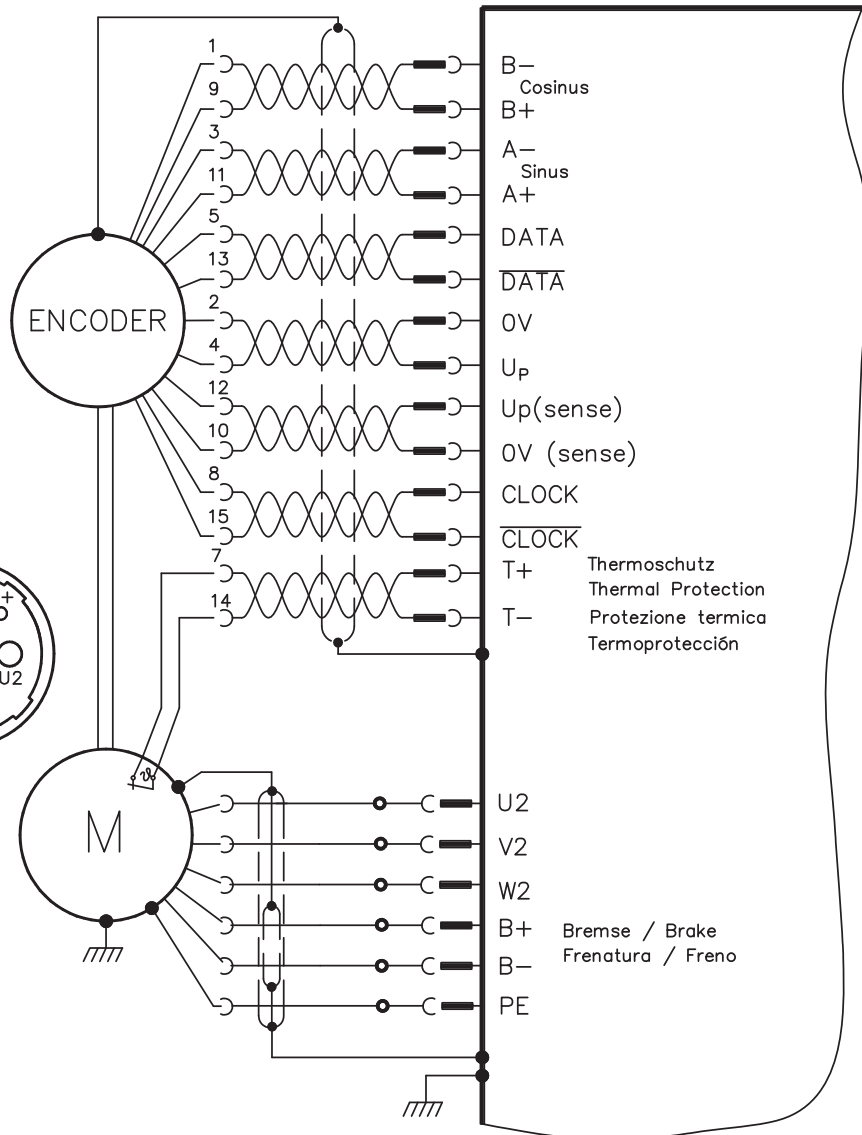 1 B−
Cosinus
9 B+
3 A−
Sinus
11 A+
5 DATA
13 D̅A̅T̅A̅
ENCODER
2 0V
4 UP
12 Up(sense)
10 0V (sense)
8 CLOCK
15 C̅L̅O̅C̅K̅
7 T+ Thermoschutz
Thermal Protection
14 T− Protezione termica
Termoprotección
+
U2
ϑ
M
U2
V2
W2
B+ Bremse / Brake
Frenatura / Freno
B−
PE